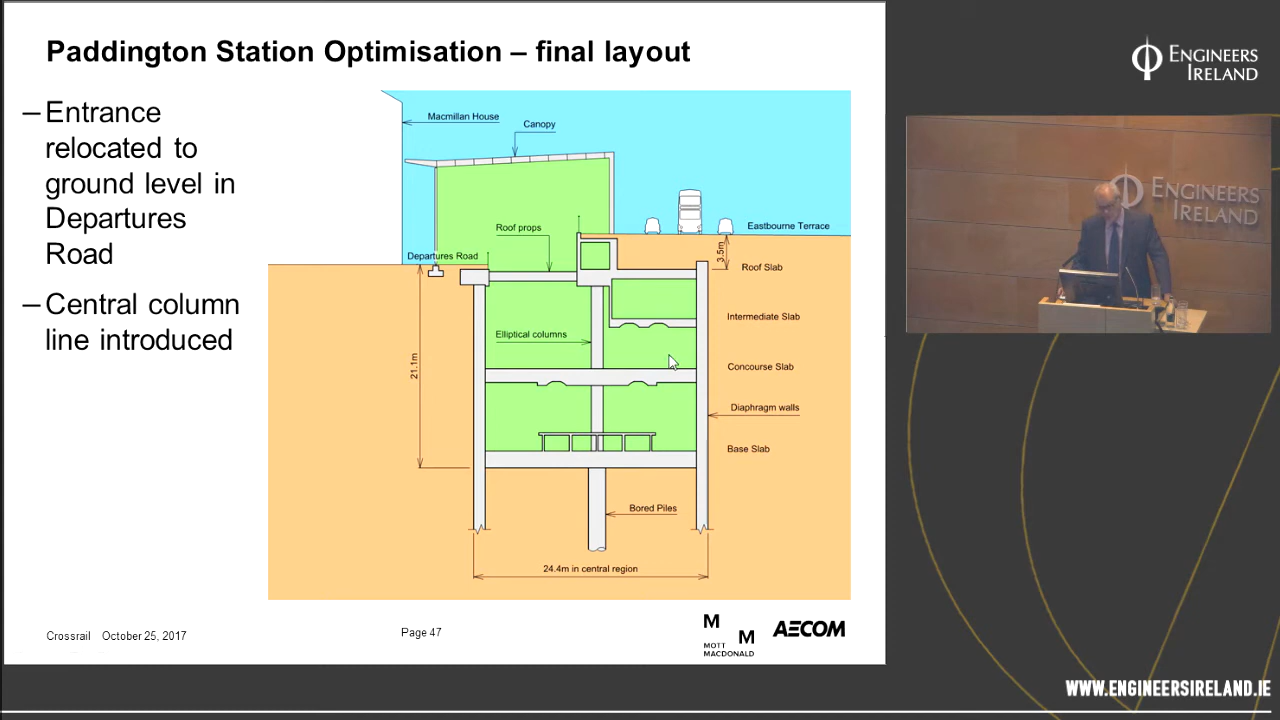 Paddington Station Optimisation – final layout
– Entrance
relocated to
ground level in
Departures
Road
– Central column
line introduced
Macmillan House
Canopy
Roof props
Departures Road
Eastbourne Terrace
3.5m
Roof Slab
Intermediate Slab
Elliptical columns
21.1m
Concourse Slab
Diaphragm walls
Base Slab
Bored Piles
24.4m in central region
Crossrail October 25, 2017
Page 47
M
M
MOTT
MACDONALD
AECOM
ENGINEERS
IRELAND
ENGINEERS
IRELAND
WWW.ENGINEERSIRELAND.IE